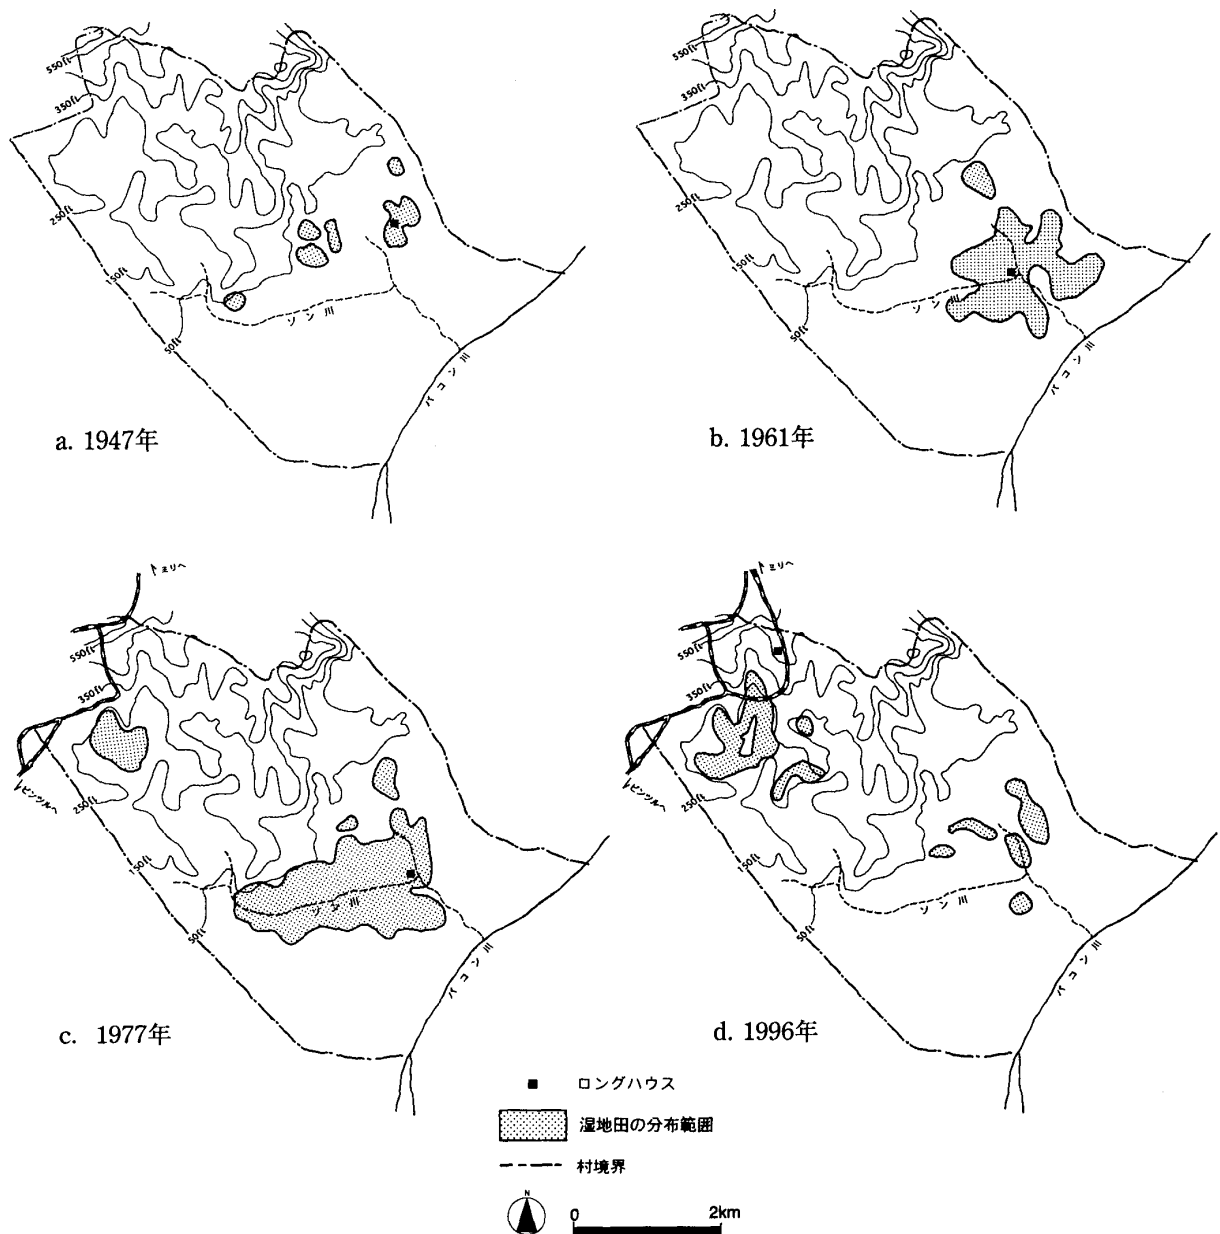 550ft
350ft
250ft
150ft
50ft
ゾン川
バコン川
a. 1947年
550ft
350ft
250ft
150ft
50ft
ゾン川
バコン川
b. 1961年
ミリへ
550ft
350ft
ビンツルへ
250ft
150ft
50ft
ゾン川
バコン川
c. 1977年
ミリへ
550ft
350ft
ビンツルへ
250ft
150ft
50ft
ゾン川
バコン川
d. 1996年
ロングハウス
湿地田の分布範囲
村境界
N
0 2km